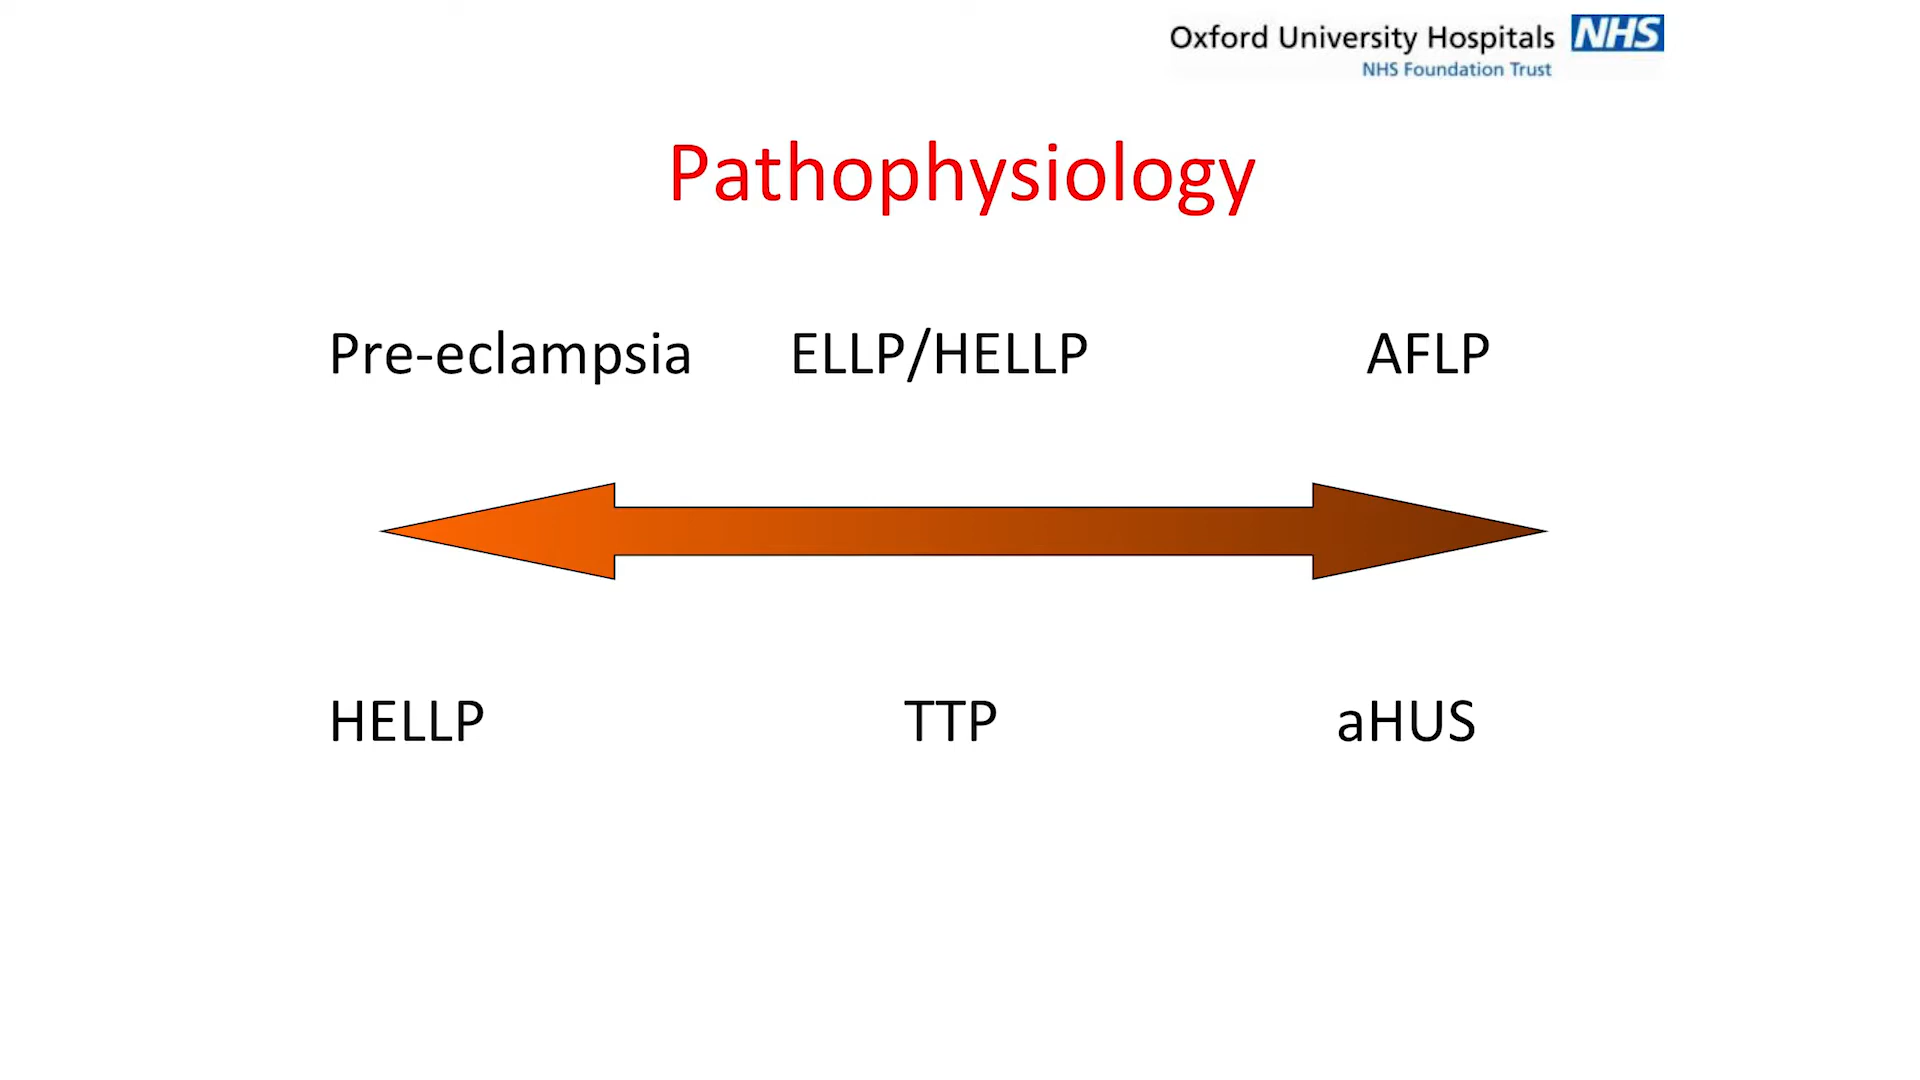 Oxford University Hospitals NHS
NHS Foundation Trust
Pathophysiology
Pre-eclampsia ELLP/HELLP AFLP
HELLP TTP aHUS